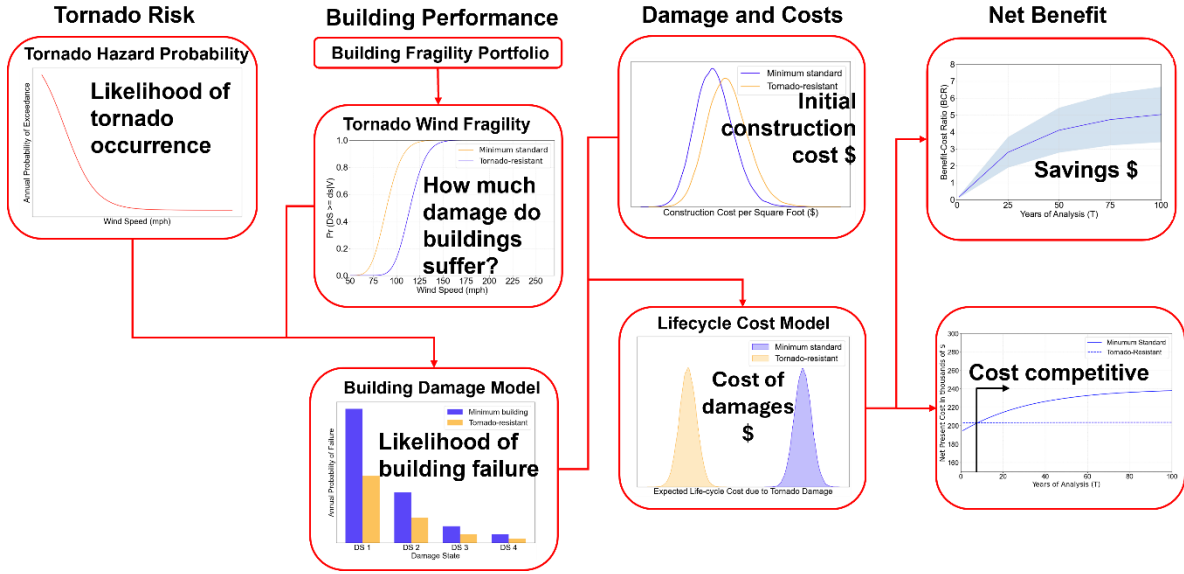 Tornado Risk
Building Performance
Damage and Costs
Net Benefit
Tornado Hazard Probability
Annual Probability of Exceedance
Likelihood of
tornado
occurrence
Wind Speed (mph)
Building Fragility Portfolio
Tornado Wind Fragility
Pr (DS >= ds|V)
1.0
0.8
0.6
0.4
0.2
0.0
Minimum standard
Tornado-resistant
How much
damage do
buildings
suffer?
50 75 100 125 150 175 200 225 250
Wind Speed (mph)
Building Damage Model
Annual Probability of Failure
Minimum building
Tornado-resistant
Likelihood of
building failure
DS 1 DS 2 DS 3 DS 4
Damage State
Minimum standard
Tornado-resistant
Initial
construction
cost $
Construction Cost per Square Foot ($)
Lifecycle Cost Model
Minimum standard
Tornado-resistant
Cost of
damages
$
Expected Life-cycle Cost due to Tornado Damage
Benefit-Cost Ratio (BCR)
8
7
6
5
4
3
2
1
0
Savings $
0 25 50 75 100
Years of Analysis (T)
Net Present Cost in thousands of $
300
280
260
240
220
200
180
160
Minumum Standard
Tornado-Resistant
Cost competitive
0 20 40 60 80 100
Years of Analysis (T)